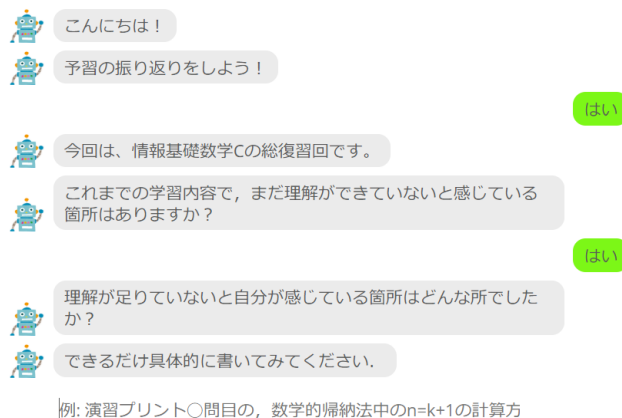 こんにちは！
予習の振り返りをしよう！
はい
今回は、情報基礎数学Cの総復習回です。
これまでの学習内容で，まだ理解ができていないと感じている
箇所はありますか？
はい
理解が足りていないと自分が感じている箇所はどんな所でした
か？
できるだけ具体的に書いてみてください.
例: 演習プリント○問目の，数学的帰納法中のn=k+1の計算方